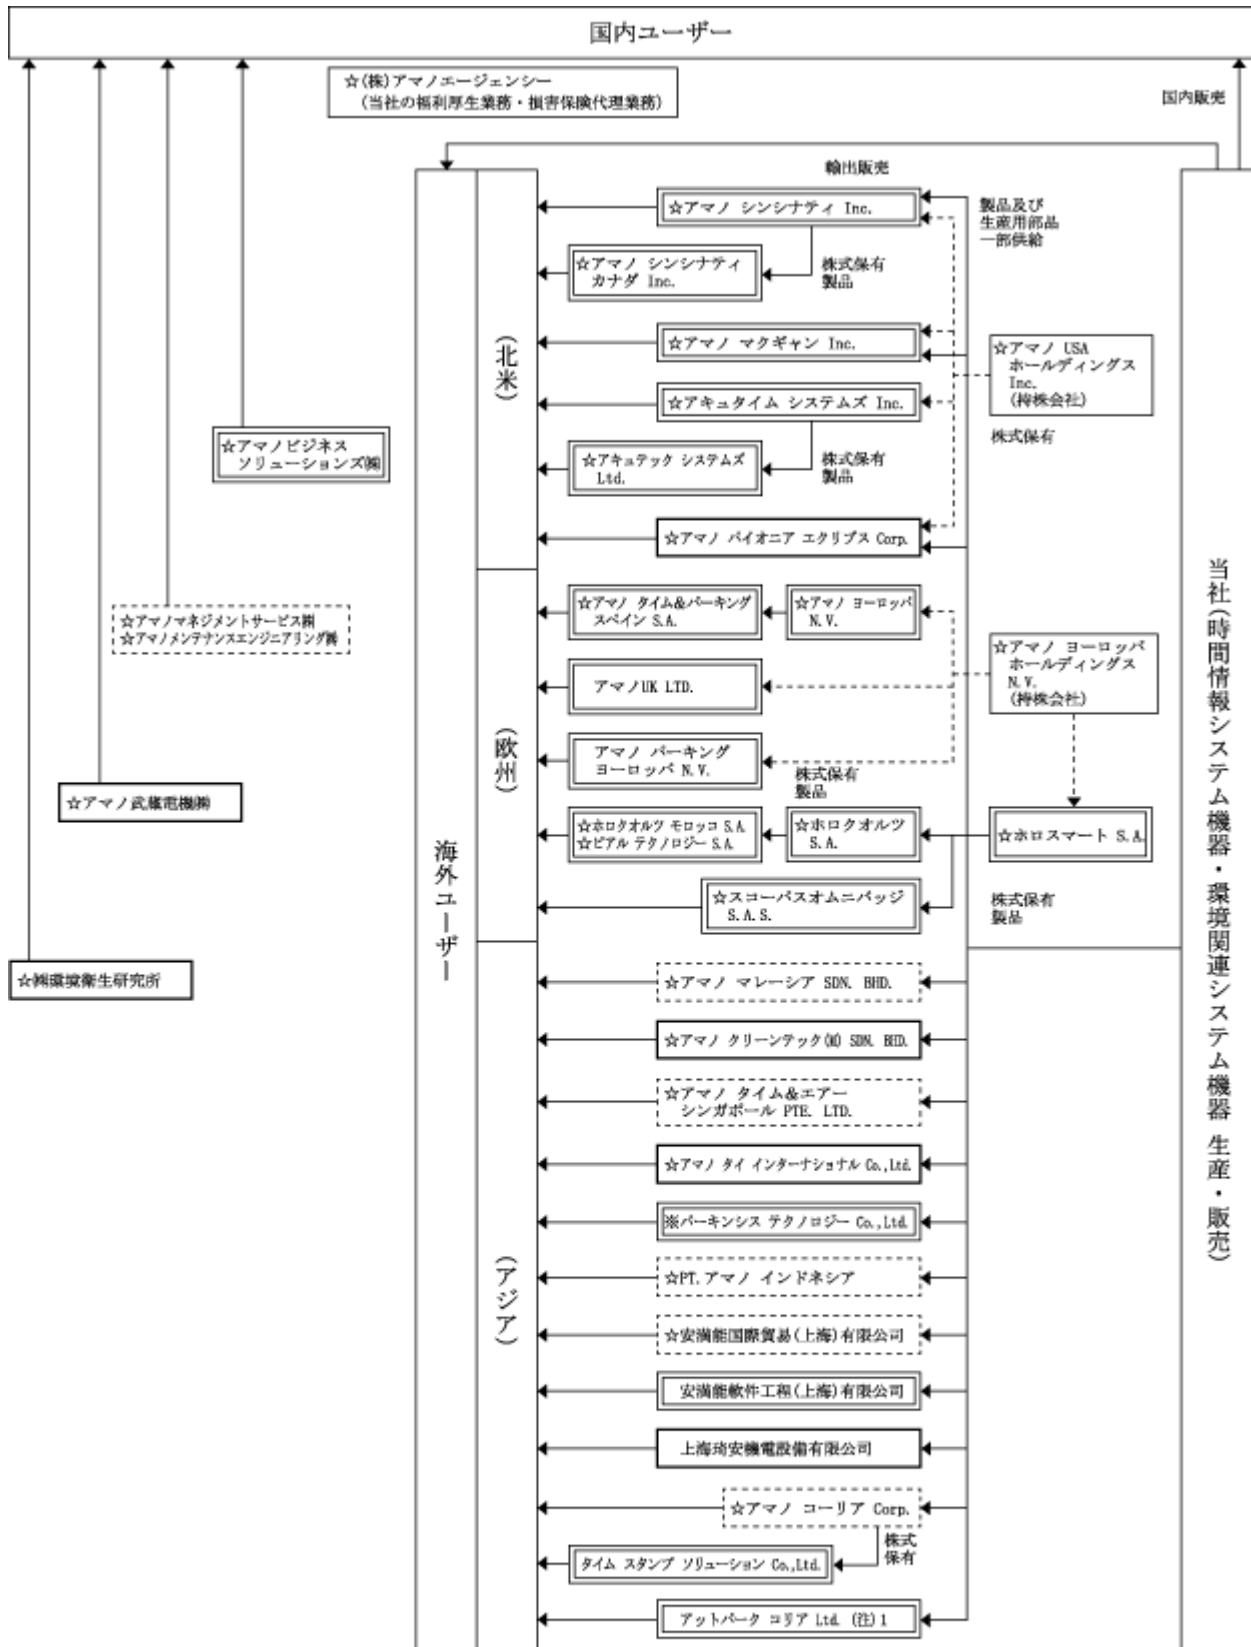 国内ユーザー
☆(株)アマノエージェンシー
(当社の福利厚生業務・損害保険代理業務)
国内販売
輸出販売
☆アマノ シンシナティ Inc.
製品及び
生産用部品
一部供給
☆アマノ シンシナティ
カナダ Inc.
株式保有
製品
(北米)
☆アマノ マクギャン Inc.
☆アマノ USA
ホールディングス
Inc.
(持株会社)
株式保有
☆アキュタイム システムズ Inc.
☆アマノビジネス
ソリューションズ㈱
☆アキュテック システムズ
Ltd.
株式保有
製品
☆アマノ パイオニア エクリプス Corp.
☆アマノマネジメントサービス㈱
☆アマノメンテナンスエンジニアリング㈱
☆アマノ タイム&パーキング
スペイン S.A.
☆アマノ ヨーロッパ
N.V.
☆アマノ ヨーロッパ
ホールディングス
N.V.
(持株会社)
アマノUK LTD.
(欧州)
アマノ パーキング
ヨーロッパ N.V.
株式保有
製品
☆アマノ武蔵電機㈱
☆ホロクオルツ モロッコ S.A.
☆ビアル テクノロジー S.A.
☆ホロクオルツ
S.A.
☆ホロスマート S.A.
☆スコーパスオムニバッジ
S.A.S.
株式保有
製品
海外ユーザー
当社(時間情報システム機器・環境関連システム機器 生産・販売)
☆㈱環境衛生研究所
☆アマノ マレーシア SDN. BHD.
☆アマノ クリーンテック(M) SDN. BHD.
☆アマノ タイム&エアー
シンガポール PTE. LTD.
☆アマノ タイ インターナショナル Co.,Ltd.
※パーキンシス テクノロジー Co.,Ltd.
(アジア)
☆PT.アマノ インドネシア
☆安満能国際貿易(上海)有限公司
安満能軟件工程(上海)有限公司
上海琦安機電設備有限公司
☆アマノ コーリア Corp.
株式
保有
タイム スタンプ ソリューション Co.,Ltd.
アットパーク コリア Ltd. (注)1